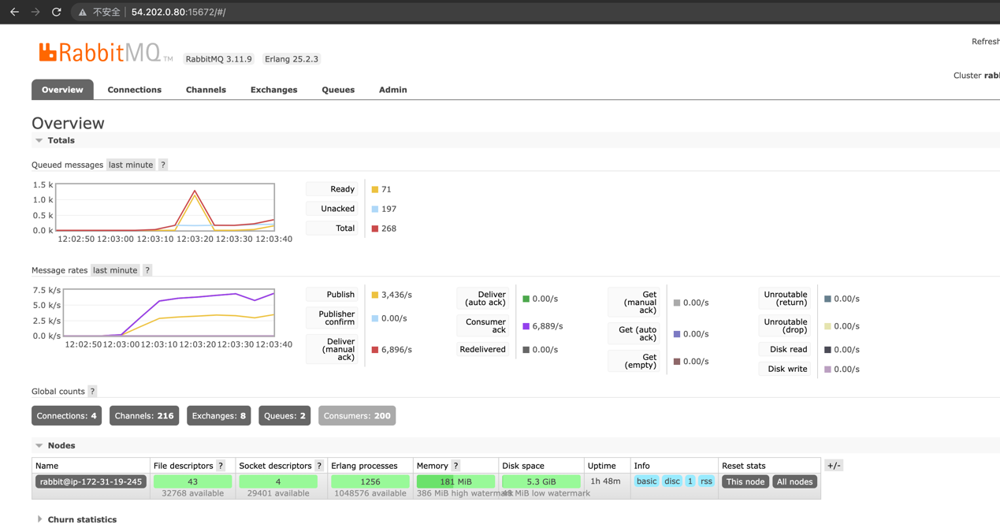 不安全 54.202.0.80:15672/#/
RabbitMQ TM RabbitMQ 3.11.9 Erlang 25.2.3
Refresh
Cluster rabl
Overview Connections Channels Exchanges Queues Admin
Overview
Totals
Queued messages last minute ?
1.5 k
1.0 k
0.5 k
0.0 k
12:02:50 12:03:00 12:03:10 12:03:20 12:03:30 12:03:40
Ready 71
Unacked 197
Total 268
Message rates last minute ?
7.5 k/s
5.0 k/s
2.5 k/s
0.0 k/s
12:02:50 12:03:00 12:03:10 12:03:20 12:03:30 12:03:40
Publish 3,436/s
Publisher
confirm 0.00/s
Deliver
(manual
ack) 6,896/s
Deliver
(auto ack) 0.00/s
Consumer
ack 6,889/s
Redelivered 0.00/s
Get
(manual
ack) 0.00/s
Get (auto
ack) 0.00/s
Get
(empty) 0.00/s
Unroutable
(return) 0.00/s
Unroutable
(drop) 0.00/s
Disk read 0.00/s
Disk write 0.00/s
Global counts ?
Connections: 4 Channels: 216 Exchanges: 8 Queues: 2 Consumers: 200
Nodes
Name File descriptors ? Socket descriptors ? Erlang processes Memory ? Disk space Uptime Info Reset stats +/-
rabbit@ip-172-31-19-245 43 4 1256 181 MiB 5.3 GiB 1h 48m basic disc 1 rss This node All nodes
32768 available 29401 available 1048576 available 386 MiB high watermark 48 MiB low watermark
Churn statistics